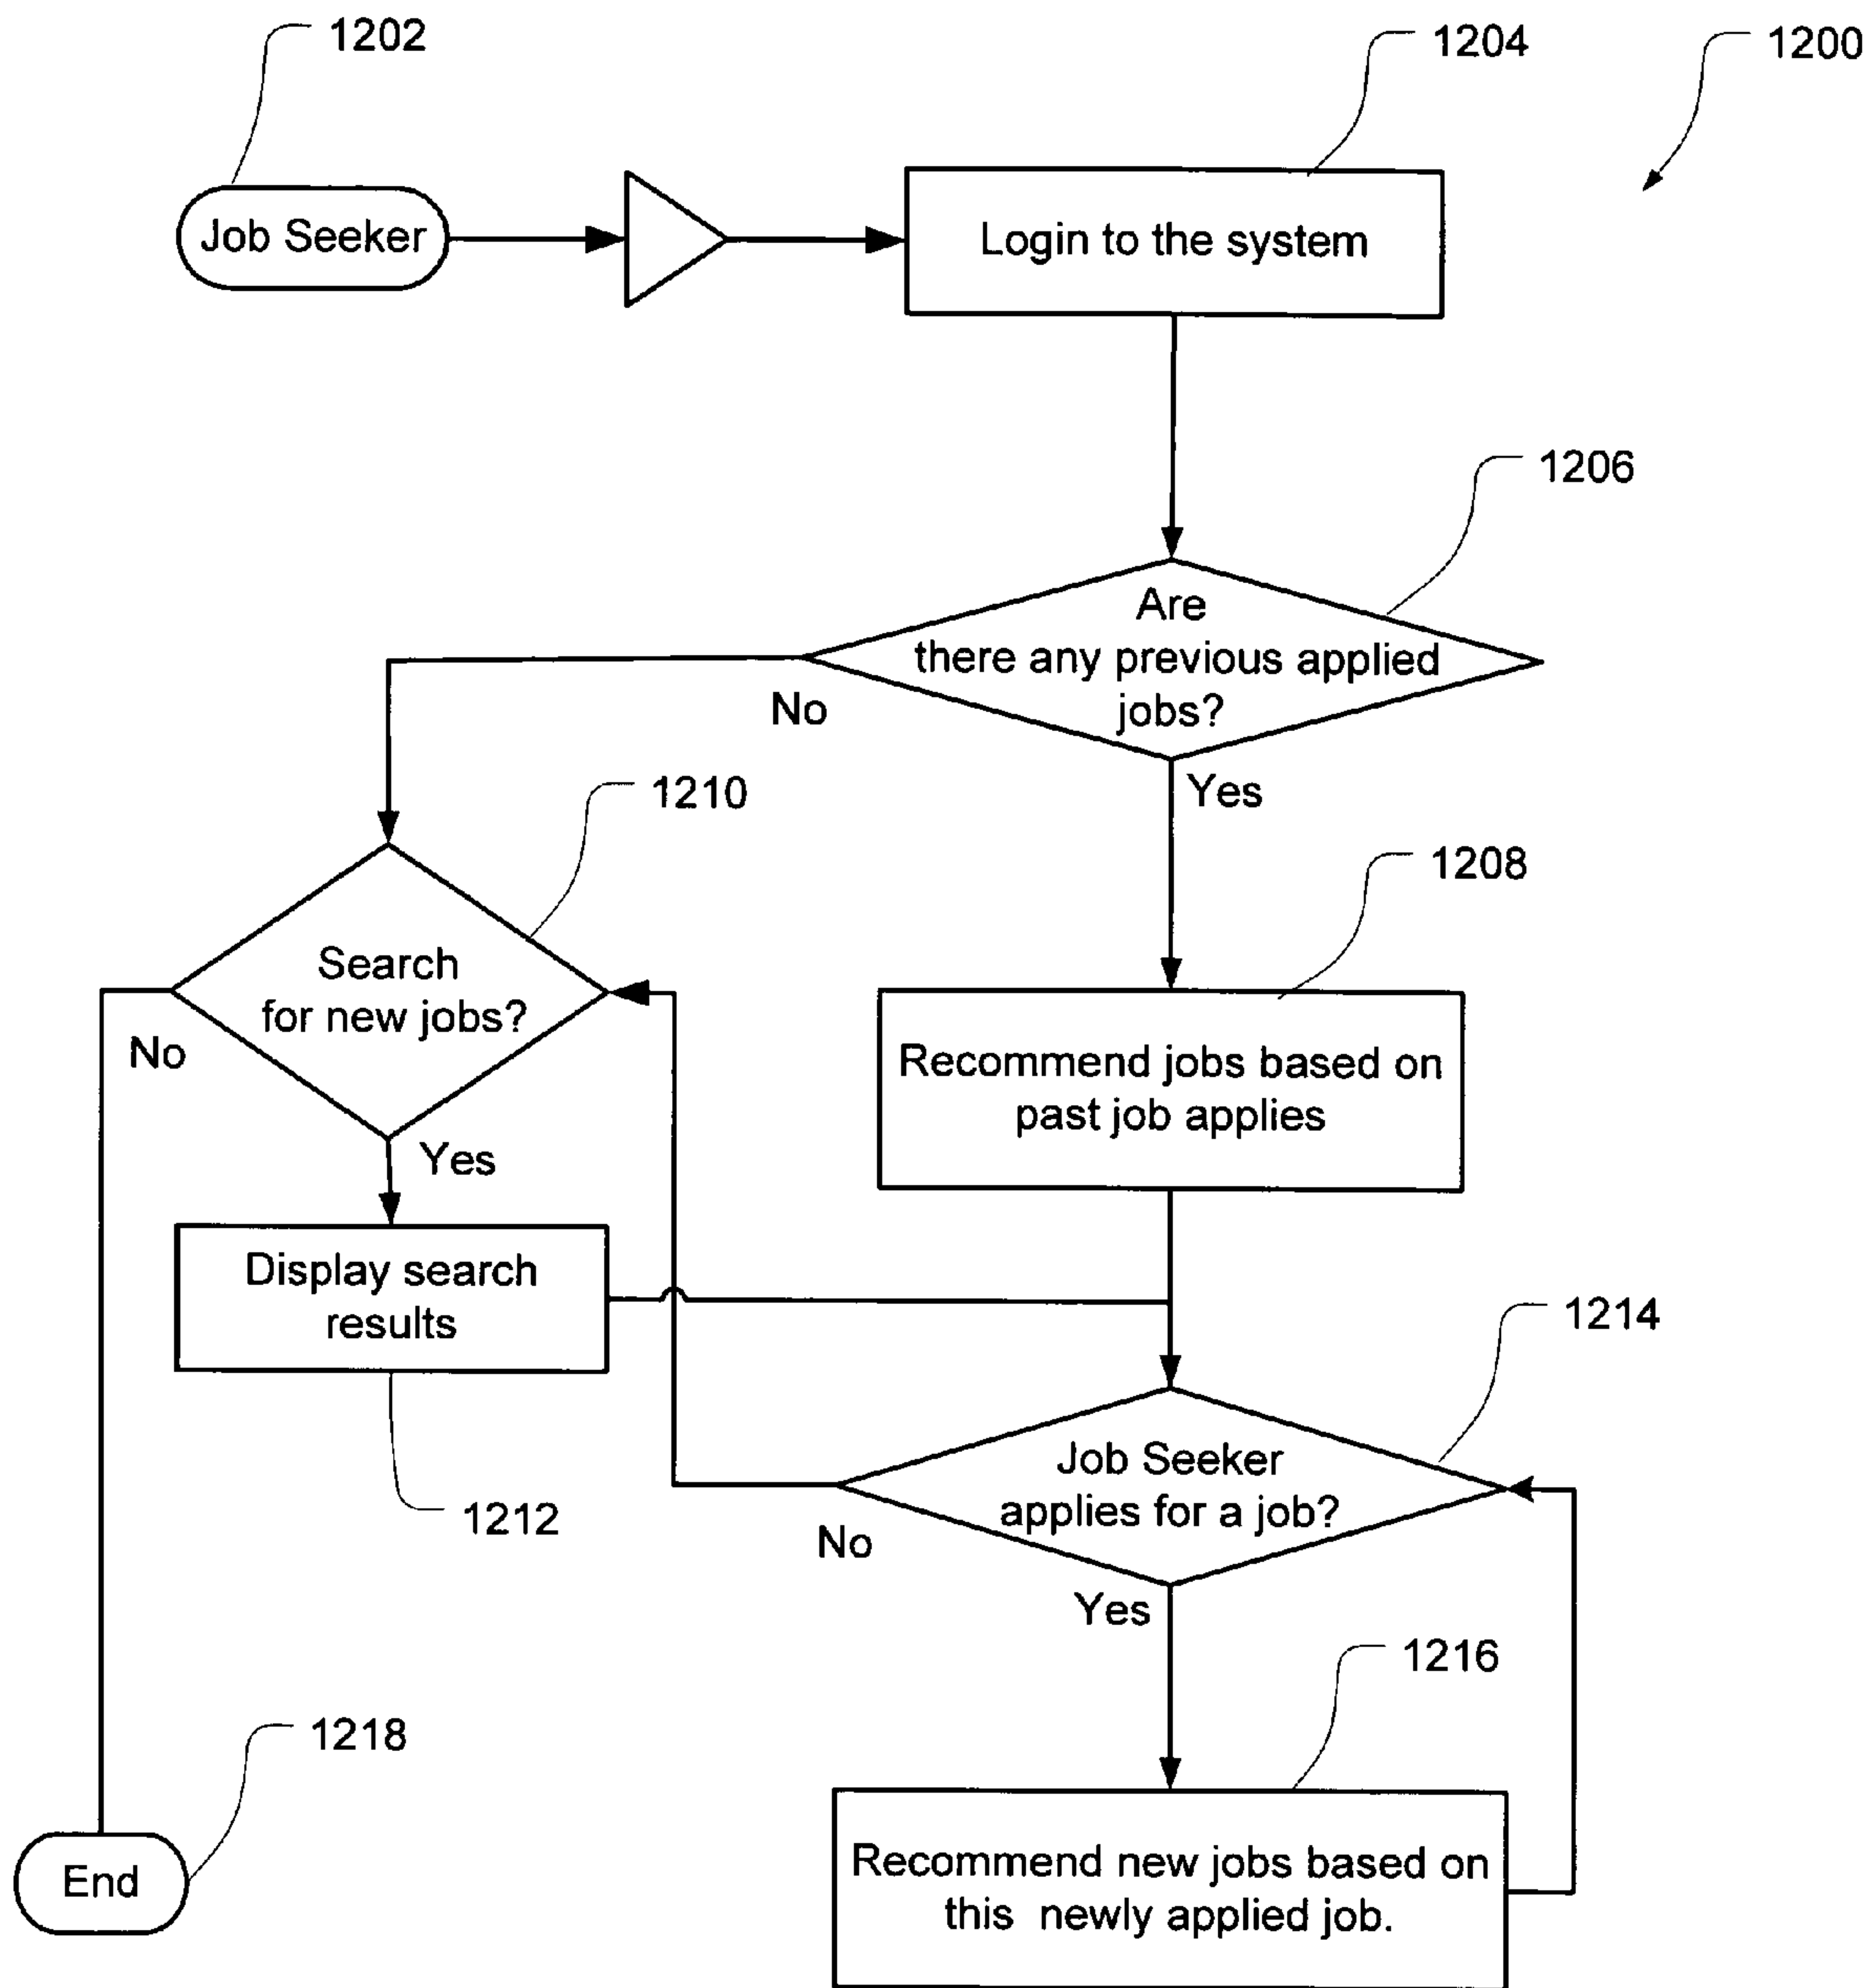 1202
1204
1200
Job Seeker
Login to the system
1206
Are
there any previous applied
jobs?
No
Yes
1210
1208
Search
for new jobs?
No
Recommend jobs based on
past job applies
Yes
Display search
results
1214
1212
Job Seeker
applies for a job?
No
Yes
1216
1218
End
Recommend new jobs based on
this newly applied job.